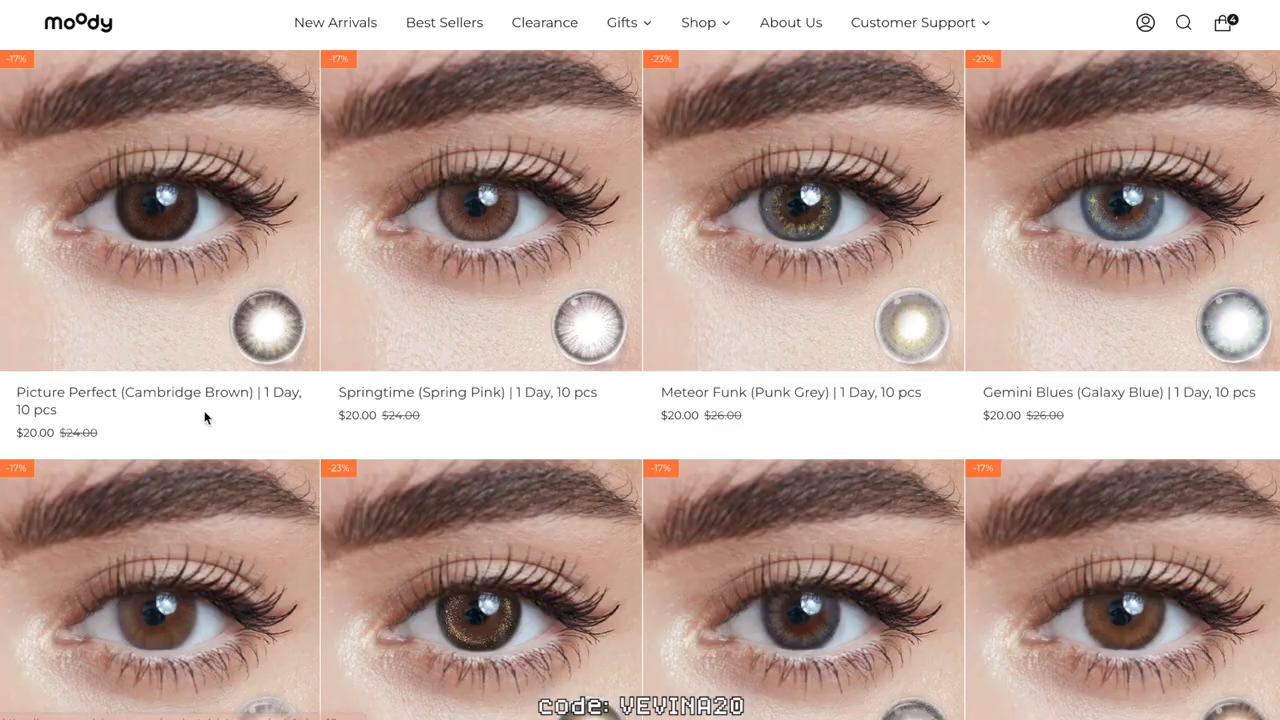 moody
New Arrivals
Best Sellers
Clearance
Gifts
Shop
About Us
Customer Support
4
-17%
-17%
-23%
-23%
Picture Perfect (Cambridge Brown) | 1 Day,
10 pcs
$20.00 $24.00
Springtime (Spring Pink) | 1 Day, 10 pcs
$20.00 $24.00
Meteor Funk (Punk Grey) | 1 Day, 10 pcs
$20.00 $26.00
Gemini Blues (Galaxy Blue) | 1 Day, 10 pcs
$20.00 $26.00
-17%
-23%
-17%
-17%
code: VEVINA20